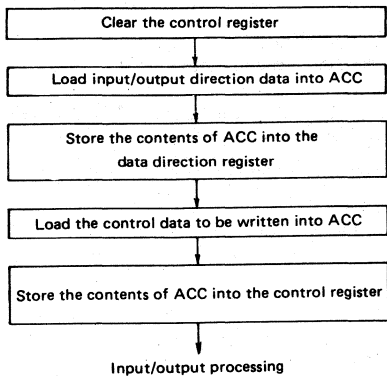 Clear the control register
Load input/output direction data into ACC
Store the contents of ACC into the
data direction register
Load the control data to be written into ACC
Store the contents of ACC into the control register
Input/output processing